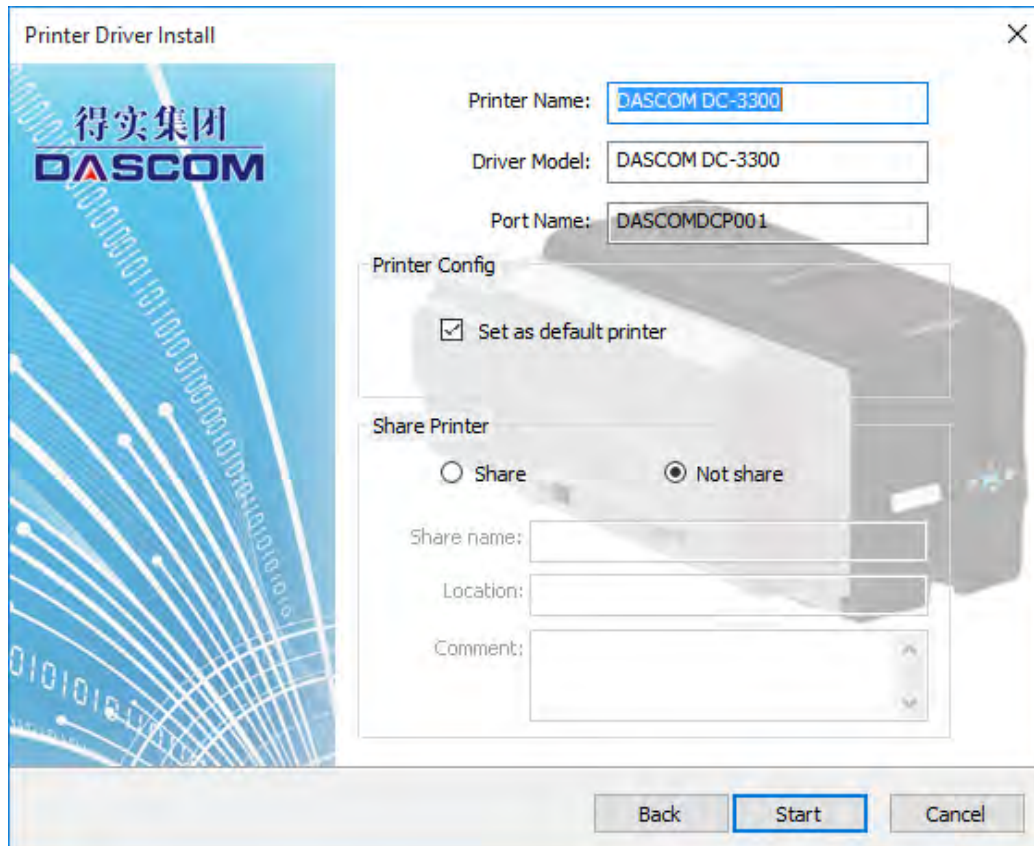 Printer Driver Install
得实集团
DASCOM
Printer Name: DASCOM DC-3300
Driver Model: DASCOM DC-3300
Port Name: DASCOMDCP001
Printer Config
Set as default printer
Share Printer
Share
Not share
Share name:
Location:
Comment:
Back
Start
Cancel